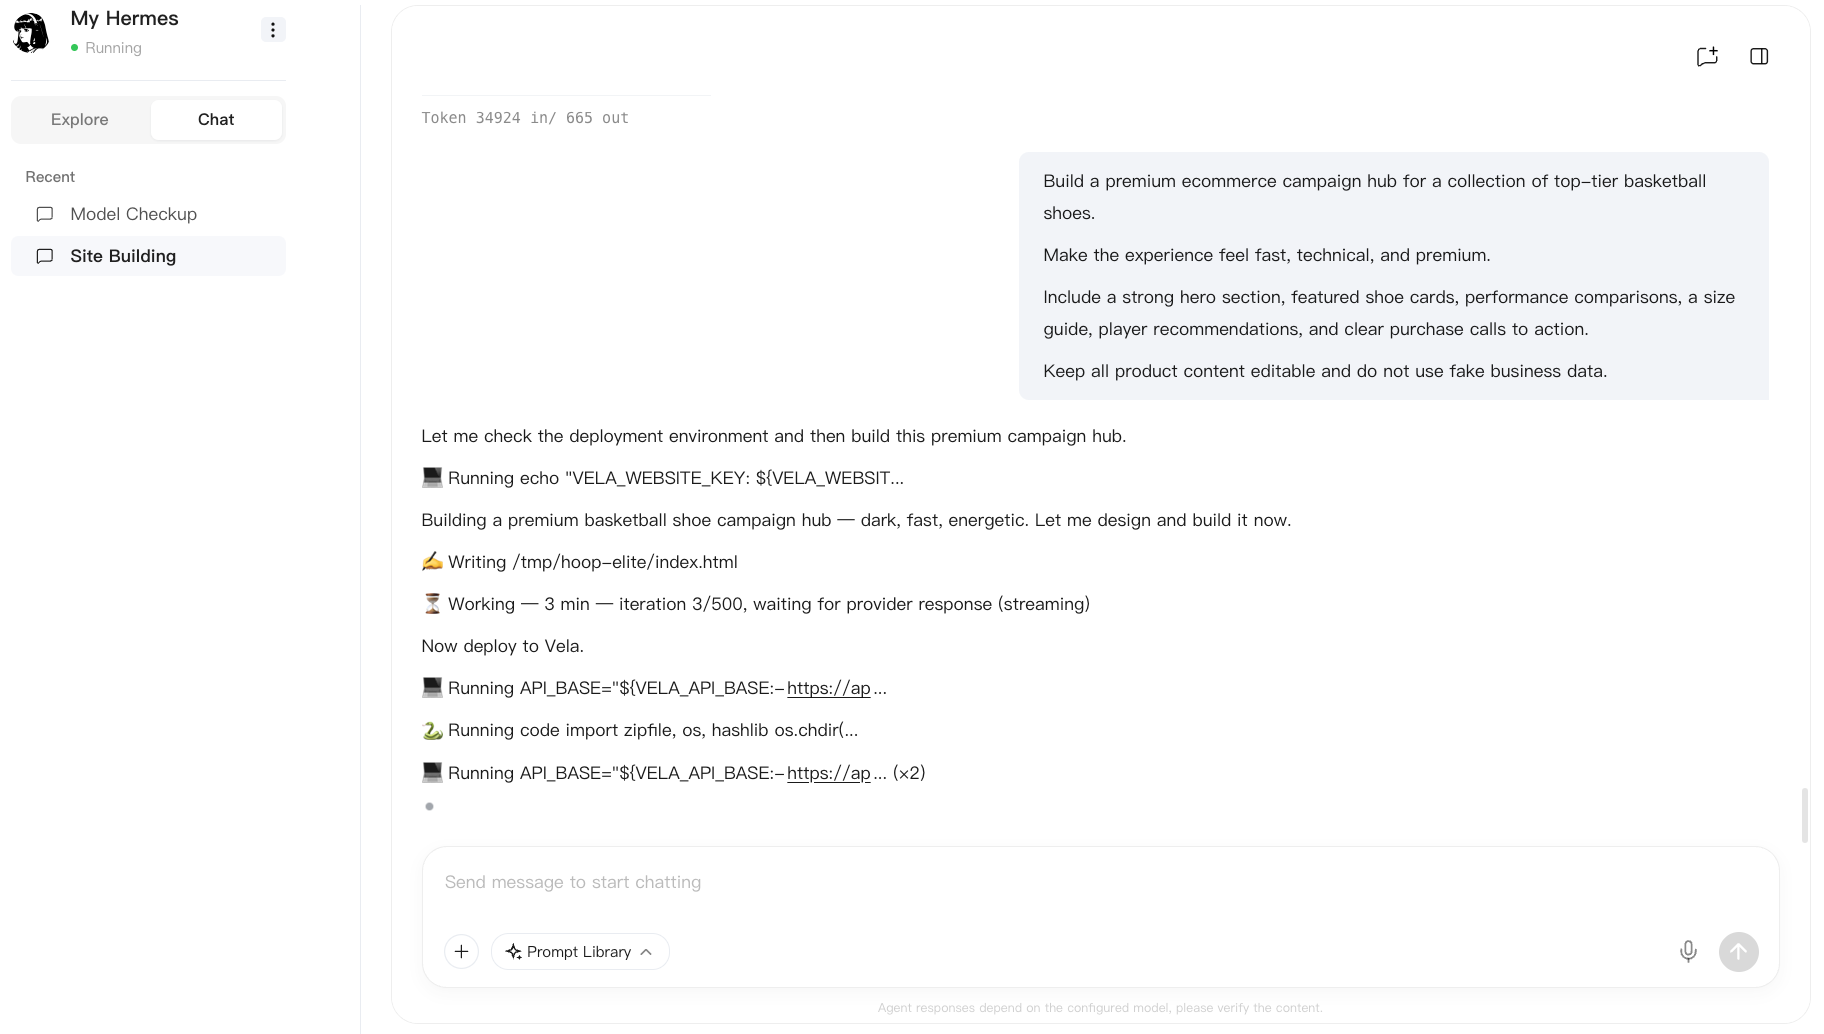 My Hermes
Running
Explore
Chat
Recent
Model Checkup
Site Building
Token 34924 in/ 665 out
Build a premium ecommerce campaign hub for a collection of top-tier basketball
shoes.
Make the experience feel fast, technical, and premium.
Include a strong hero section, featured shoe cards, performance comparisons, a size
guide, player recommendations, and clear purchase calls to action.
Keep all product content editable and do not use fake business data.
Let me check the deployment environment and then build this premium campaign hub.
💻 Running echo "VELA_WEBSITE_KEY: ${VELA_WEBSIT...
Building a premium basketball shoe campaign hub — dark, fast, energetic. Let me design and build it now.
✍️ Writing /tmp/hoop-elite/index.html
⏳ Working — 3 min — iteration 3/500, waiting for provider response (streaming)
Now deploy to Vela.
💻 Running API_BASE="${VELA_API_BASE:-https://ap...
🐍 Running code import zipfile, os, hashlib os.chdir(...
💻 Running API_BASE="${VELA_API_BASE:-https://ap... (×2)
Send message to start chatting
Prompt Library
Agent responses depend on the configured model, please verify the content.